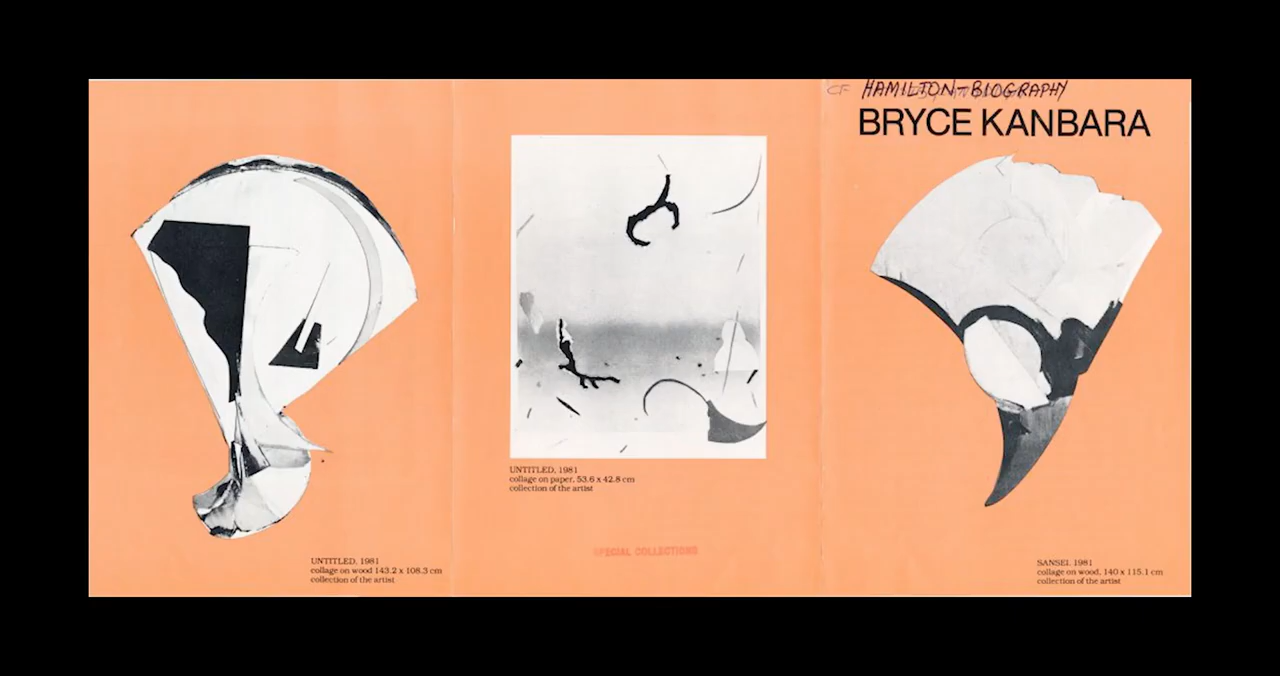 UNTITLED, 1981
collage on wood 143.2 x 108.3 cm
collection of the artist
UNTITLED, 1981
collage on paper, 53.6 x 42.8 cm
collection of the artist
SPECIAL COLLECTIONS
CF HAMILTON-BIOGRAPHY
BRYCE KANBARA
SANSEI, 1981
collage on wood, 140 x 115.1 cm
collection of the artist